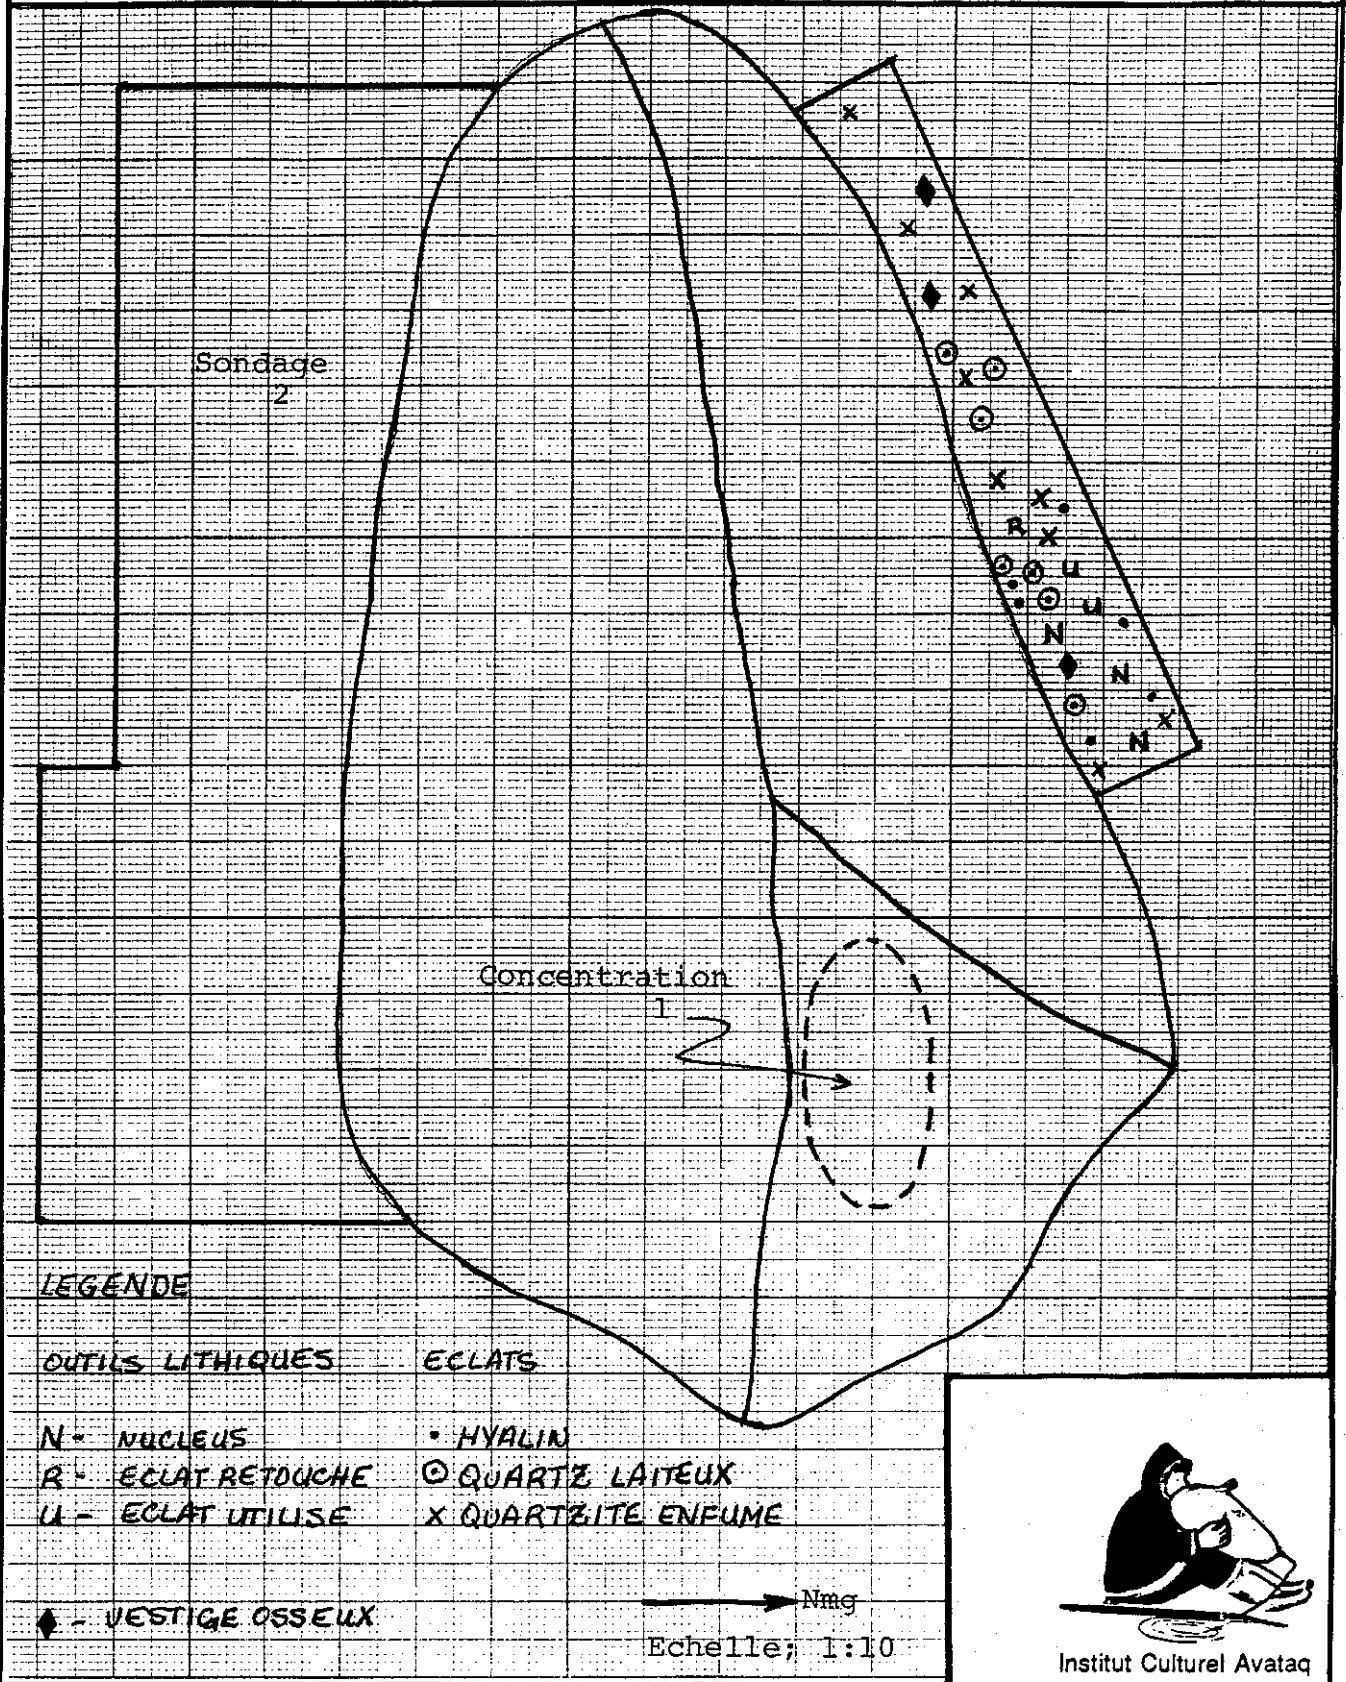 Sondage
2
Concentration
1
LEGENDE
OUTILS LITHIQUES
N - NUCLEUS
R - ECLAT RETOUCHE
U - ECLAT UTILISE
ECLATS
• HYALIN
⊙ QUARTZ LAITEUX
x QUARTZITE ENFUME
♦ - VESTIGE OSSEUX
Nmg
Echelle; 1:10
Institut Culturel Avataq
x
x
x
x
x
x
R
x
U
U
N
N
x
N
x